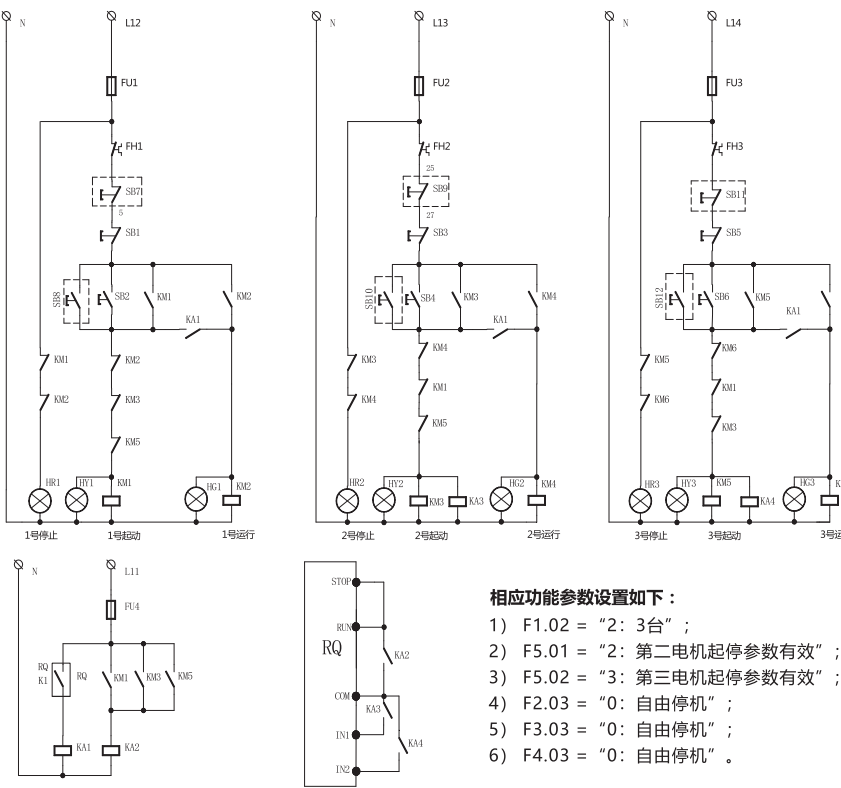 N
L12
N
L13
N
L14
FU1
FU2
FU3
FH1
FH2
FH3
25
SB7
SB9
SB11
5
27
SB1
SB3
SB5
SB8
SB2
KM1
KM2
SB10
SB4
KM3
KM4
SB12
SB6
KM5
KA1
KA1
KA1
KM1
KM2
KM3
KM4
KM5
KM6
KM2
KM3
KM1
KM1
KM4
KM6
KM3
KM5
KM5
KM3
HR1
HY1
KM1
HG1
KM2
HR2
HY2
KM3
KA3
HG2
KM4
HR3
HY3
KM5
KA4
HG3
K
1号停止
1号起动
1号运行
2号停止
2号起动
2号运行
3号停止
3号起动
3号运
N
L11
FU4
RQ
K1
RQ
KM1
KM3
KM5
KA1
KA2
STOP
RUN
RQ
KA2
COM
KA3
IN1
KA4
IN2
相应功能参数设置如下：
1） F1.02 = “2：3台”；
2） F5.01 = “2：第二电机起停参数有效”；
3） F5.02 = “3：第三电机起停参数有效”；
4） F2.03 = “0：自由停机”；
5） F3.03 = “0：自由停机”；
6） F4.03 = “0：自由停机”。